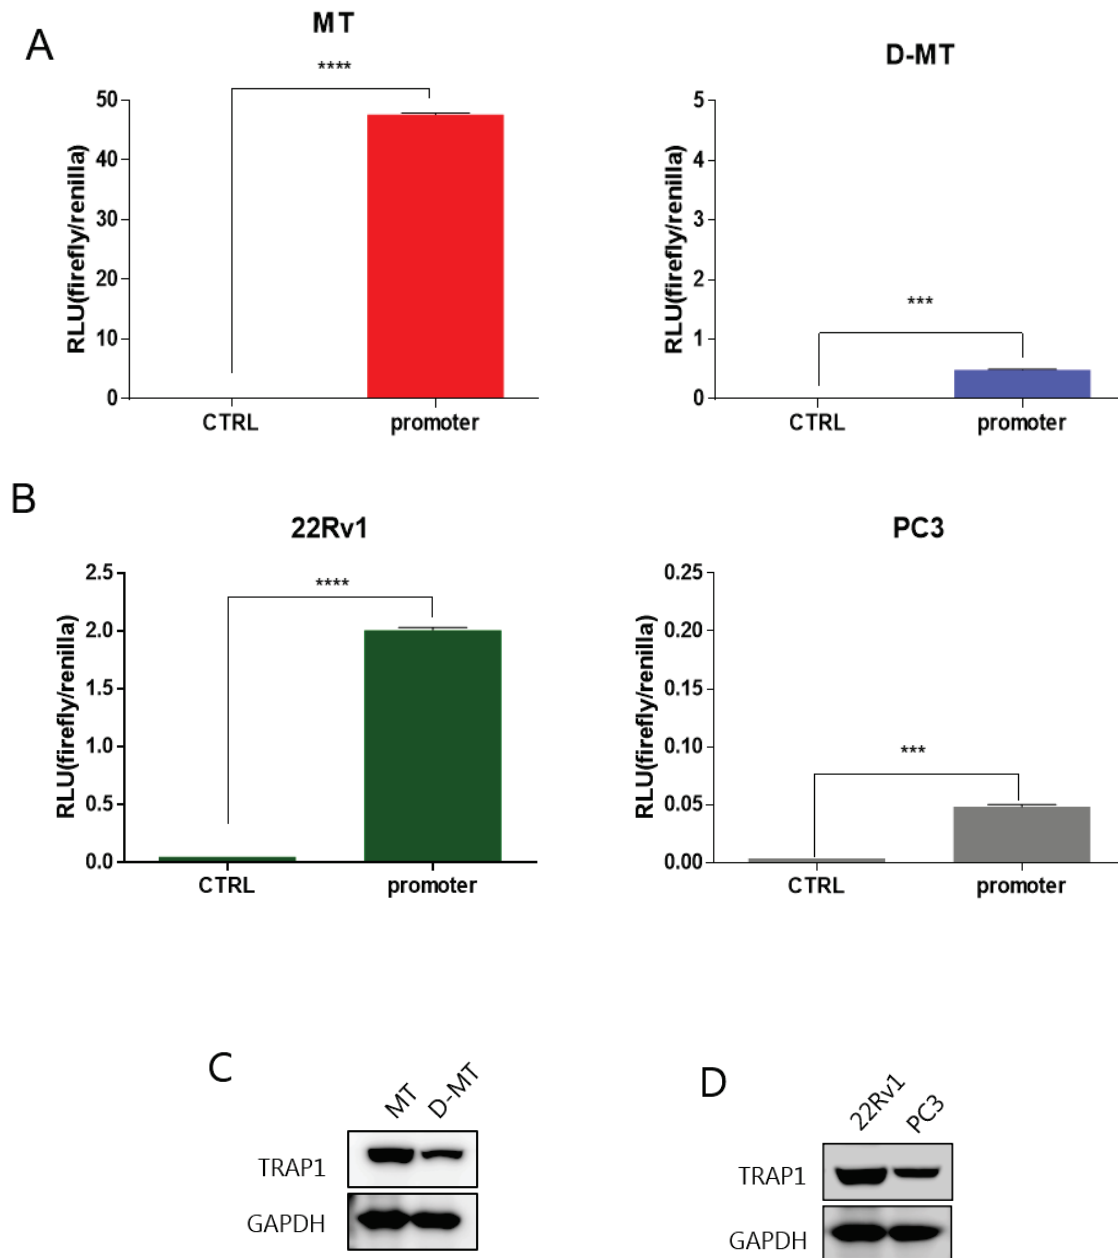 A
MT
****
RLU(firefly/renilla)
50
40
30
20
10
0
CTRL
promoter
D-MT
***
RLU(firefly/renilla)
5
4
3
2
1
0
CTRL
promoter
B
22Rv1
****
RLU(firefly/renilla)
2.5
2.0
1.5
1.0
0.5
0.0
CTRL
promoter
PC3
***
RLU(firefly/renilla)
0.25
0.20
0.15
0.10
0.05
0.00
CTRL
promoter
C
MT
D-MT
TRAP1
GAPDH
D
22Rv1
PC3
TRAP1
GAPDH